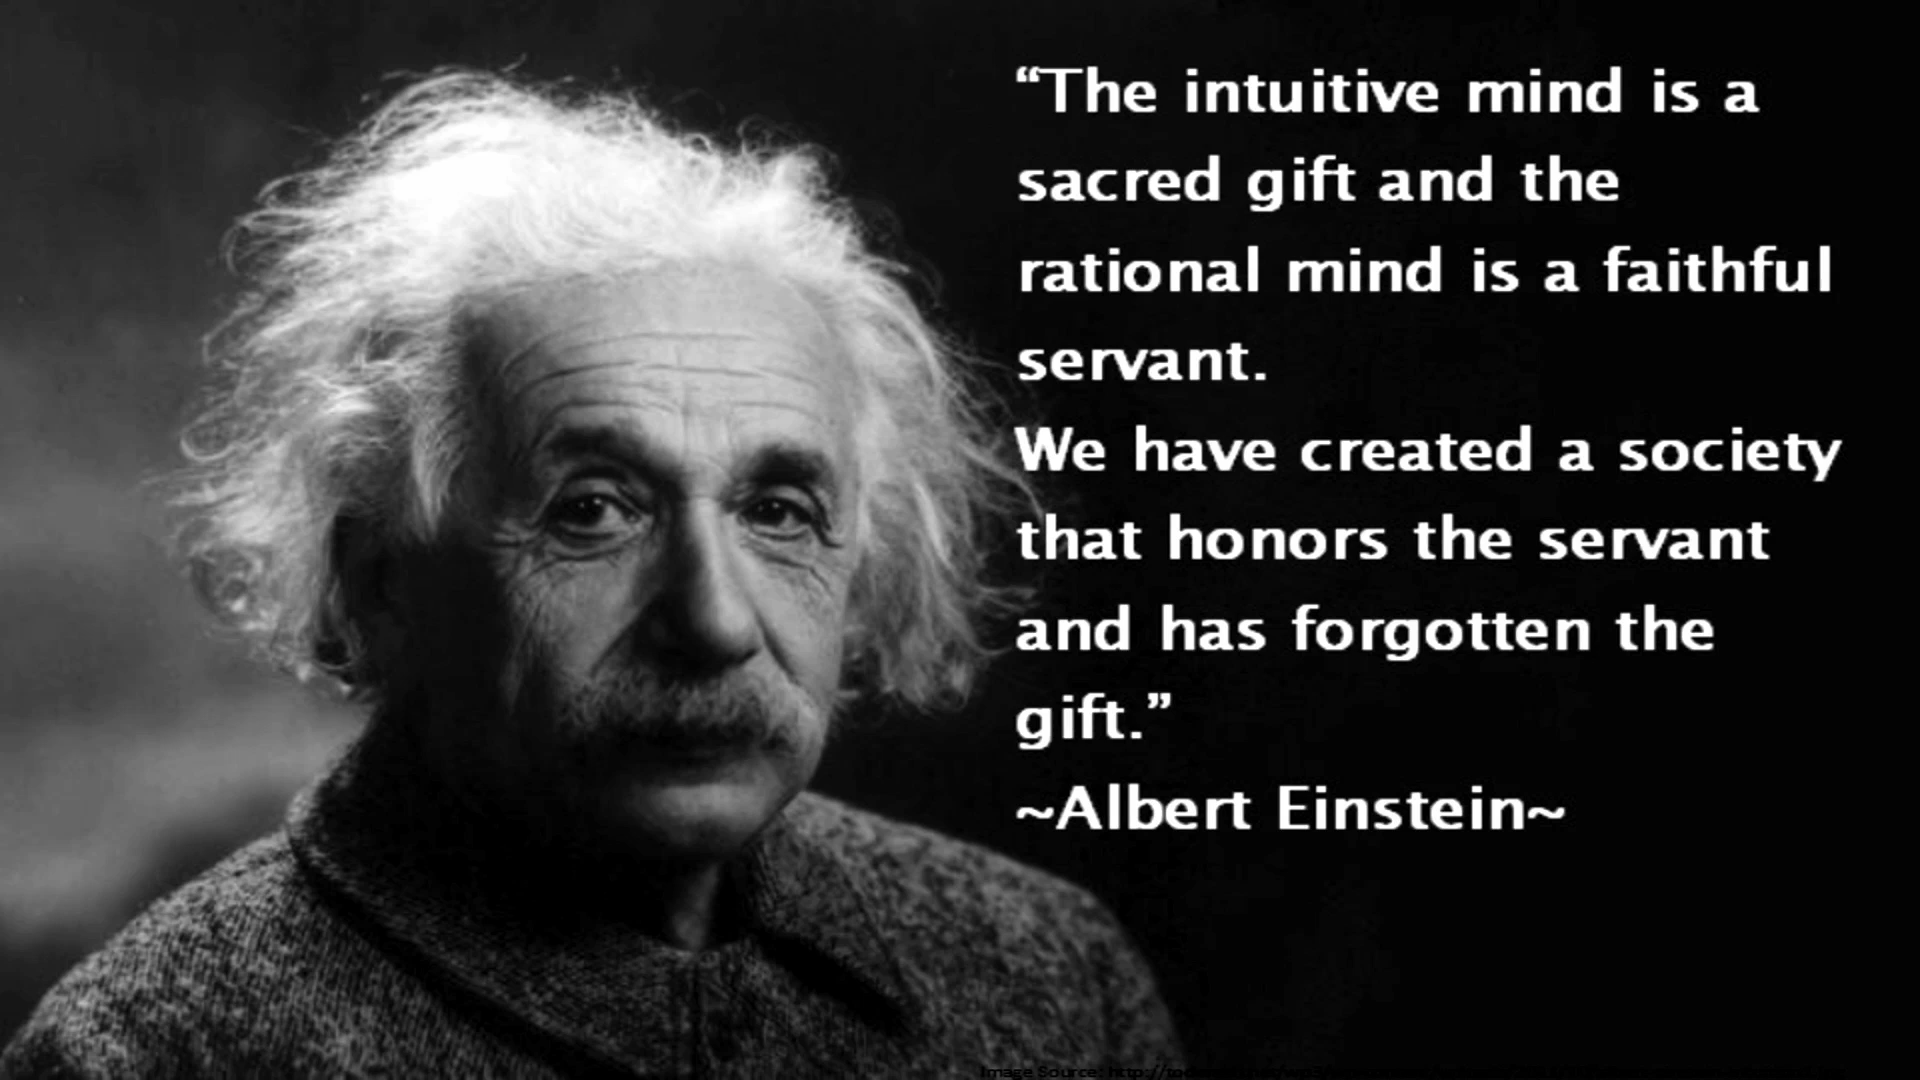 “The intuitive mind is a
sacred gift and the
rational mind is a faithful
servant.
We have created a society
that honors the servant
and has forgotten the
gift.”
~Albert Einstein~
Image Source: http://